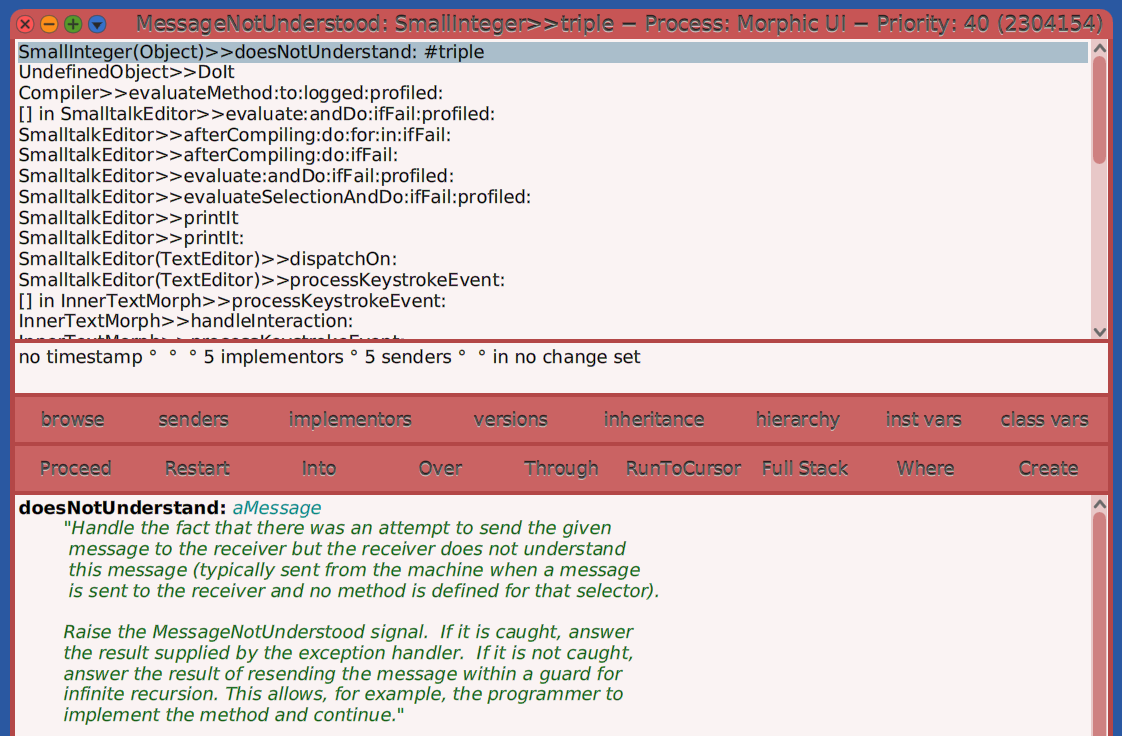 MessageNotUnderstood: SmallInteger>>triple − Process: Morphic UI − Priority: 40 (2304154)
SmallInteger(Object)>>doesNotUnderstand: #triple
UndefinedObject>>DoIt
Compiler>>evaluateMethod:to:logged:profiled:
[] in SmalltalkEditor>>evaluate:andDo:ifFail:profiled:
SmalltalkEditor>>afterCompiling:do:for:in:ifFail:
SmalltalkEditor>>afterCompiling:do:ifFail:
SmalltalkEditor>>evaluate:andDo:ifFail:profiled:
SmalltalkEditor>>evaluateSelectionAndDo:ifFail:profiled:
SmalltalkEditor>>printIt
SmalltalkEditor>>printIt:
SmalltalkEditor(TextEditor)>>dispatchOn:
SmalltalkEditor(TextEditor)>>processKeystrokeEvent:
[] in InnerTextMorph>>processKeystrokeEvent:
InnerTextMorph>>handleInteraction:
InnerTextMorph>>processKeystrokeEvent:
no timestamp ° ° ° 5 implementors ° 5 senders ° ° in no change set
browse senders implementors versions inheritance hierarchy inst vars class vars
Proceed Restart Into Over Through RunToCursor Full Stack Where Create
doesNotUnderstand: aMessage
"Handle the fact that there was an attempt to send the given
message to the receiver but the receiver does not understand
this message (typically sent from the machine when a message
is sent to the receiver and no method is defined for that selector).
Raise the MessageNotUnderstood signal. If it is caught, answer
the result supplied by the exception handler. If it is not caught,
answer the result of resending the message within a guard for
infinite recursion. This allows, for example, the programmer to
implement the method and continue."